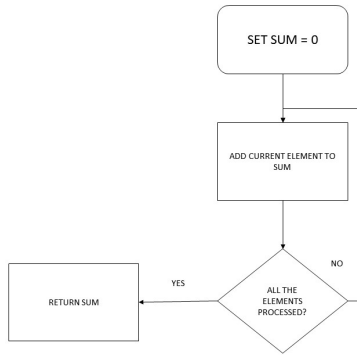 SET SUM = 0
ADD CURRENT ELEMENT TO
SUM
NO
YES
ALL THE
ELEMENTS
PROCESSED?
RETURN SUM